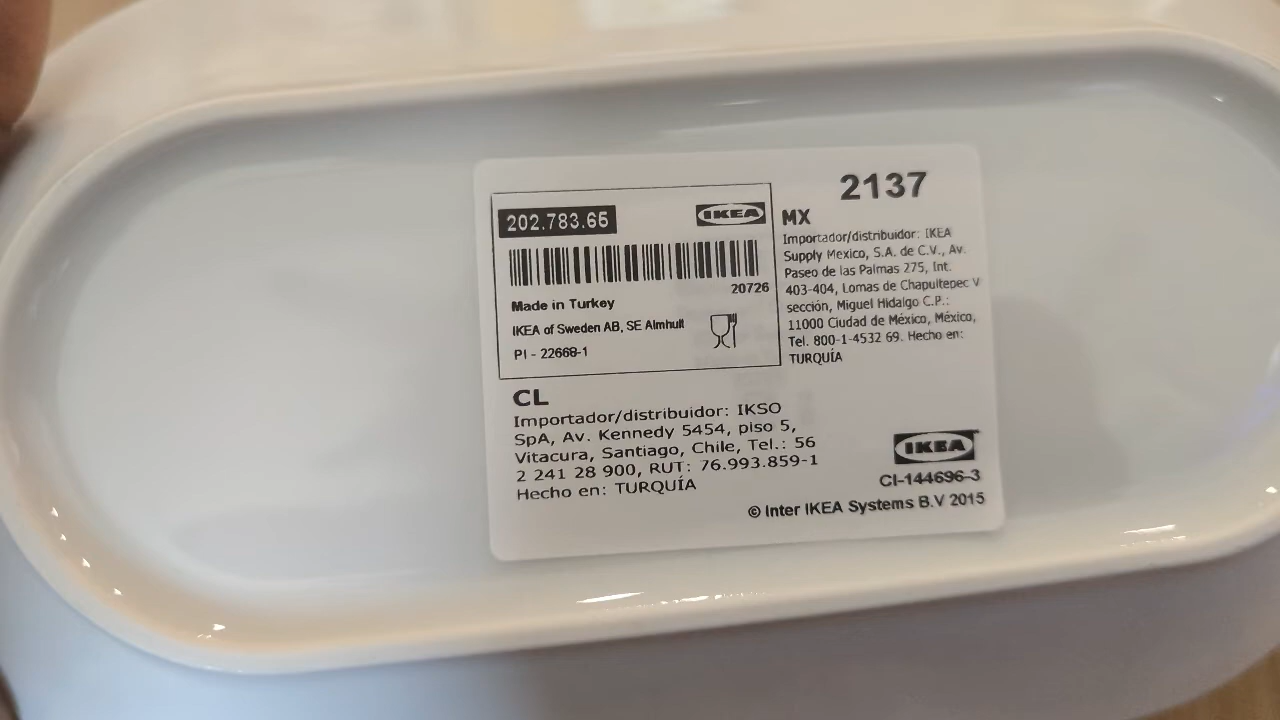 2137
202.783.65
IKEA
20726
Made in Turkey
IKEA of Sweden AB, SE Almhult
PI - 22668-1
MX
Importador/distribuidor: IKEA
Supply Mexico, S.A. de C.V., Av.
Paseo de las Palmas 275, Int.
403-404, Lomas de Chapultepec V
sección, Miguel Hidalgo C.P.:
11000 Ciudad de México, México,
Tel. 800-1-4532 69. Hecho en:
TURQUÍA
CL
Importador/distribuidor: IKSO
SpA, Av. Kennedy 5454, piso 5,
Vitacura, Santiago, Chile, Tel.: 56
2 241 28 900, RUT: 76.993.859-1
Hecho en: TURQUÍA
IKEA
CI-144696-3
© Inter IKEA Systems B.V 2015